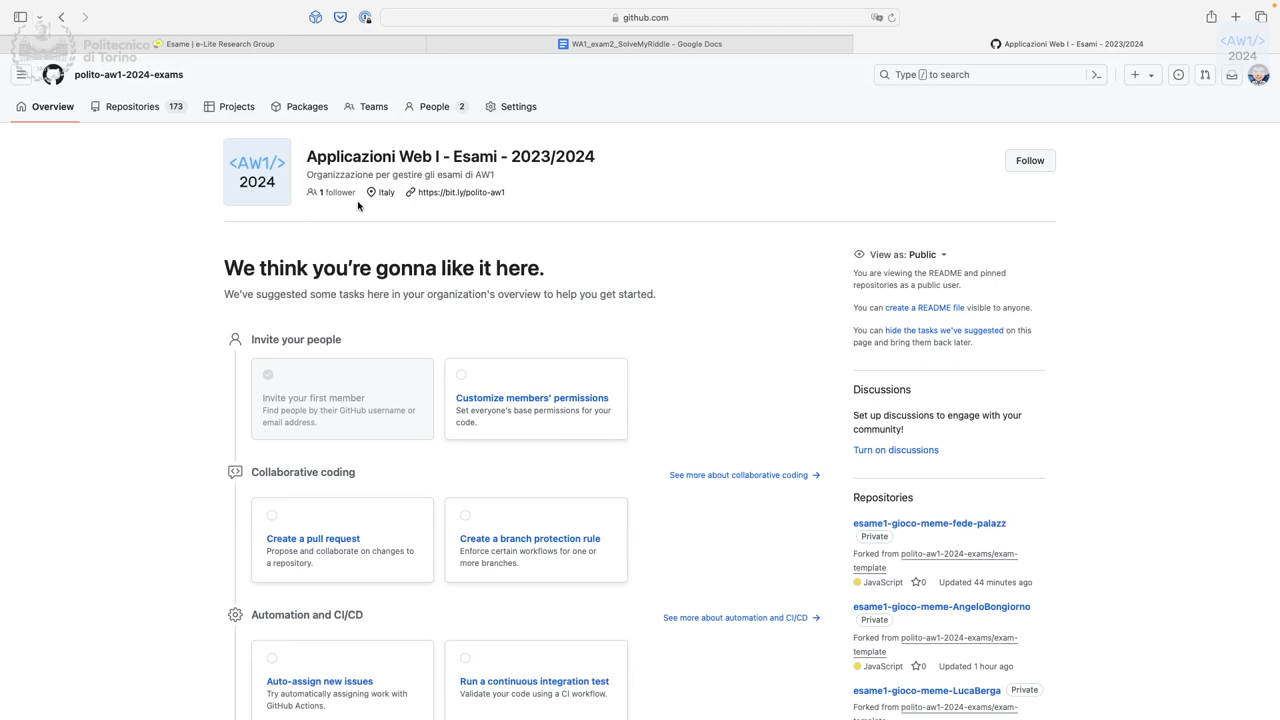 github.com
Politecnico
di Torino
Esame | e-Lite Research Group
WA1_exam2_SolveMyRiddle - Google Docs
Applicazioni Web I - Esami - 2023/2024
<AW1/>
2024
polito-aw1-2024-exams
Type / to search
Overview
Repositories 173
Projects
Packages
Teams
People 2
Settings
<AW1/>
2024
Applicazioni Web I - Esami - 2023/2024
Organizzazione per gestire gli esami di AW1
1 follower
Italy
https://bit.ly/polito-aw1
Follow
We think you're gonna like it here.
We've suggested some tasks here in your organization's overview to help you get started.
Invite your people
Invite your first member
Find people by their GitHub username or
email address.
Customize members' permissions
Set everyone's base permissions for your
code.
Collaborative coding
See more about collaborative coding →
Create a pull request
Propose and collaborate on changes to
a repository.
Create a branch protection rule
Enforce certain workflows for one or
more branches.
Automation and CI/CD
See more about automation and CI/CD →
Auto-assign new issues
Try automatically assigning work with
GitHub Actions.
Run a continuous integration test
Validate your code using a CI workflow.
View as: Public
You are viewing the README and pinned
repositories as a public user.
You can create a README file visible to anyone.
You can hide the tasks we've suggested on this
page and bring them back later.
Discussions
Set up discussions to engage with your
community!
Turn on discussions
Repositories
esame1-gioco-meme-fede-palazz
Private
Forked from polito-aw1-2024-exams/exam-
template
JavaScript 0 Updated 44 minutes ago
esame1-gioco-meme-AngeloBongiorno
Private
Forked from polito-aw1-2024-exams/exam-
template
JavaScript 0 Updated 1 hour ago
esame1-gioco-meme-LucaBerga Private
Forked from polito-aw1-2024-exams/exam-